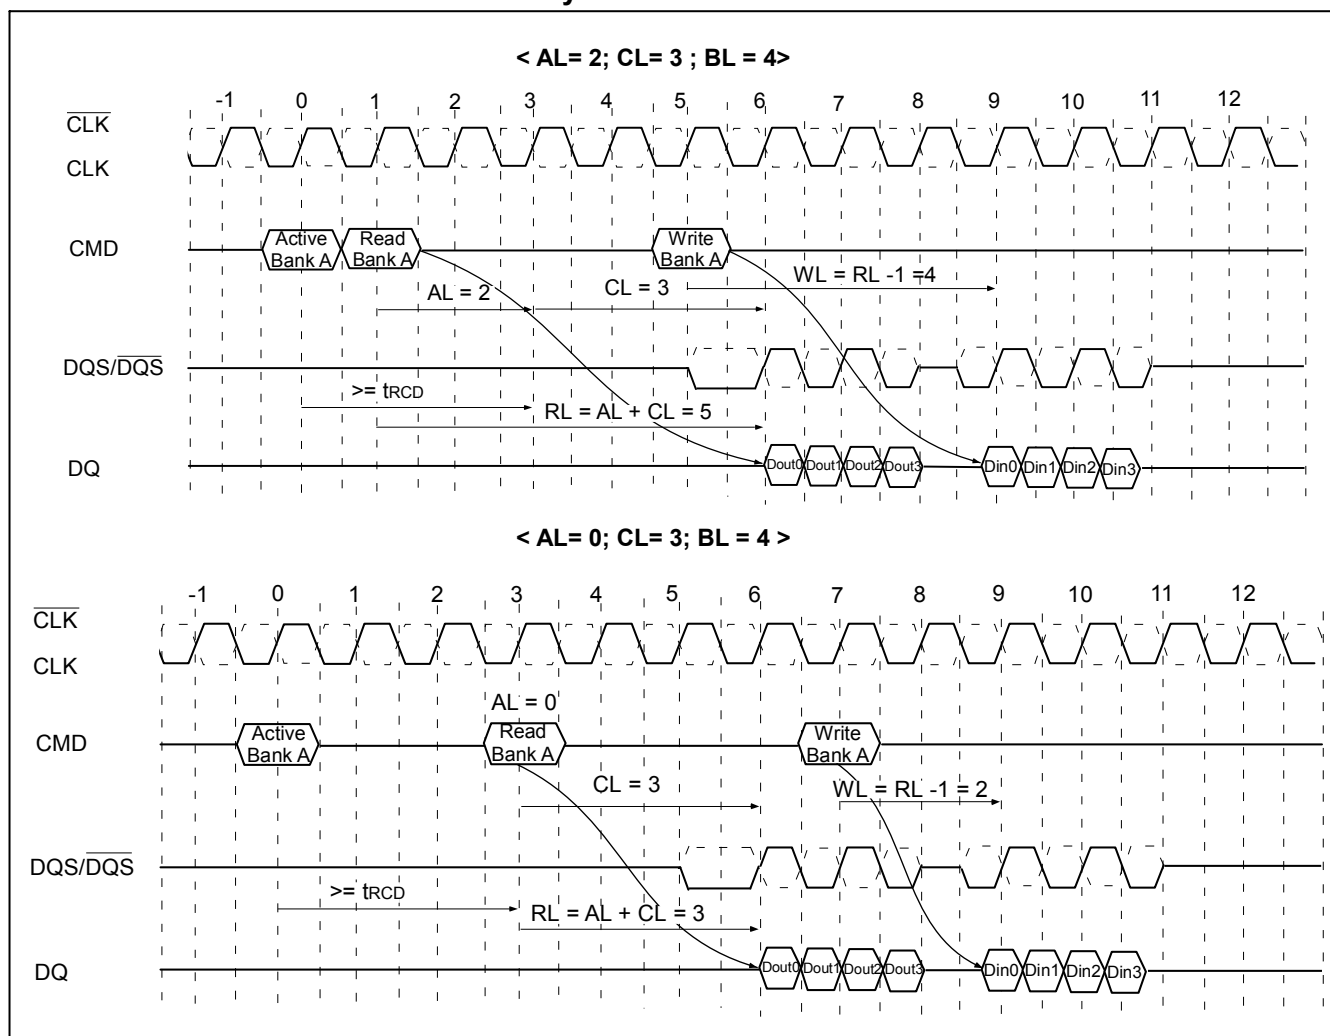 < AL= 2; CL= 3 ; BL = 4>
-1 0 1 2 3 4 5 6 7 8 9 10 11 12
CLK
CLK
CMD
Active Bank A
Read Bank A
Write Bank A
AL = 2
CL = 3
WL = RL -1 =4
DQS/DQS
>= tRCD
RL = AL + CL = 5
DQ
Dout0 Dout1 Dout2 Dout3 Din0 Din1 Din2 Din3
< AL= 0; CL= 3; BL = 4 >
-1 0 1 2 3 4 5 6 7 8 9 10 11 12
CLK
CLK
AL = 0
CMD
Active Bank A
Read Bank A
Write Bank A
CL = 3
WL = RL -1 = 2
DQS/DQS
>= tRCD
RL = AL + CL = 3
DQ
Dout0 Dout1 Dout2 Dout3 Din0 Din1 Din2 Din3